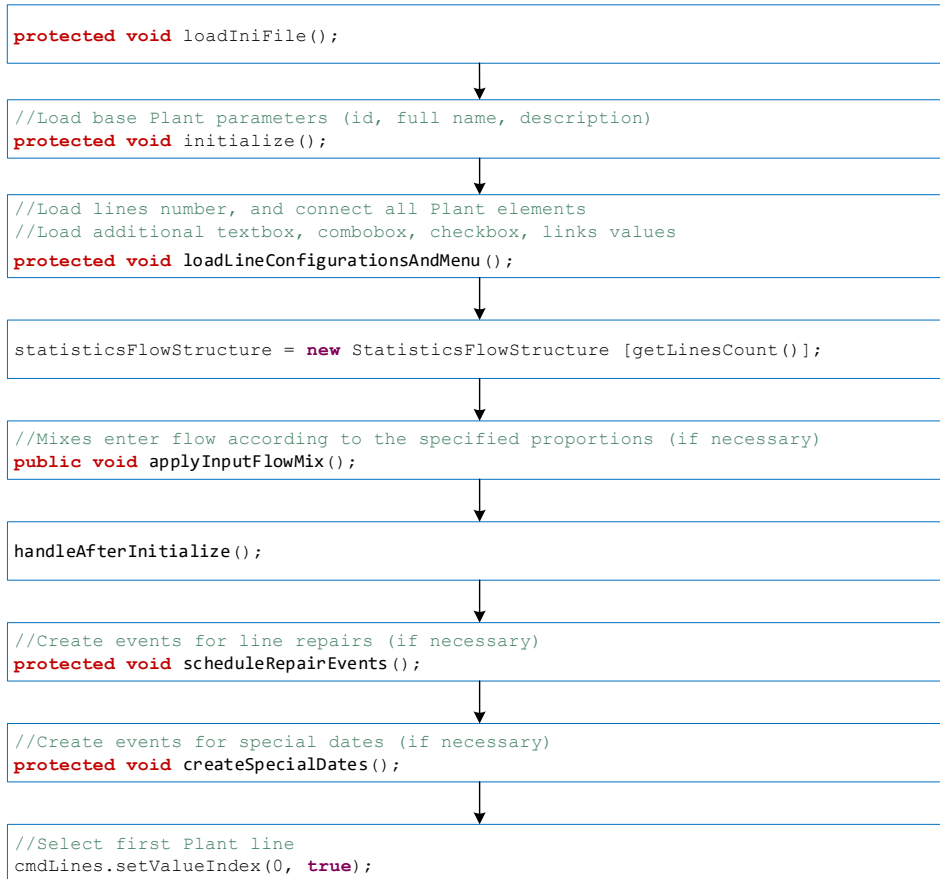 protected void loadIniFile();
//Load base Plant parameters (id, full name, description)
protected void initialize();
//Load lines number, and connect all Plant elements
//Load additional textbox, combobox, checkbox, links values
protected void loadLineConfigurationsAndMenu();
statisticsFlowStructure = new StatisticsFlowStructure [getLinesCount()];
//Mixes enter flow according to the specified proportions (if necessary)
public void applyInputFlowMix();
handleAfterInitialize();
//Create events for line repairs (if necessary)
protected void scheduleRepairEvents();
//Create events for special dates (if necessary)
protected void createSpecialDates();
//Select first Plant line
cmdLines.setValueIndex(0, true);